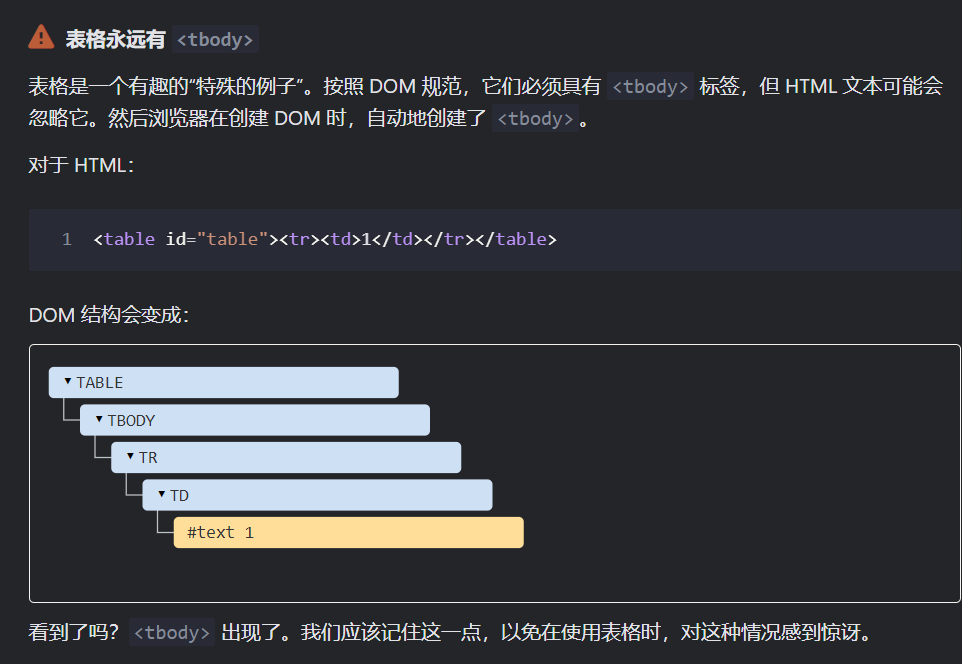 表格永远有 <tbody>
表格是一个有趣的“特殊的例子”。按照 DOM 规范，它们必须具有 <tbody> 标签，但 HTML 文本可能会
忽略它。然后浏览器在创建 DOM 时，自动地创建了 <tbody>。
对于 HTML：
1 <table id="table"><tr><td>1</td></tr></table>
DOM 结构会变成：
▾ TABLE
▾ TBODY
▾ TR
▾ TD
#text 1
看到了吗？<tbody> 出现了。我们应该记住这一点，以免在使用表格时，对这种情况感到惊讶。